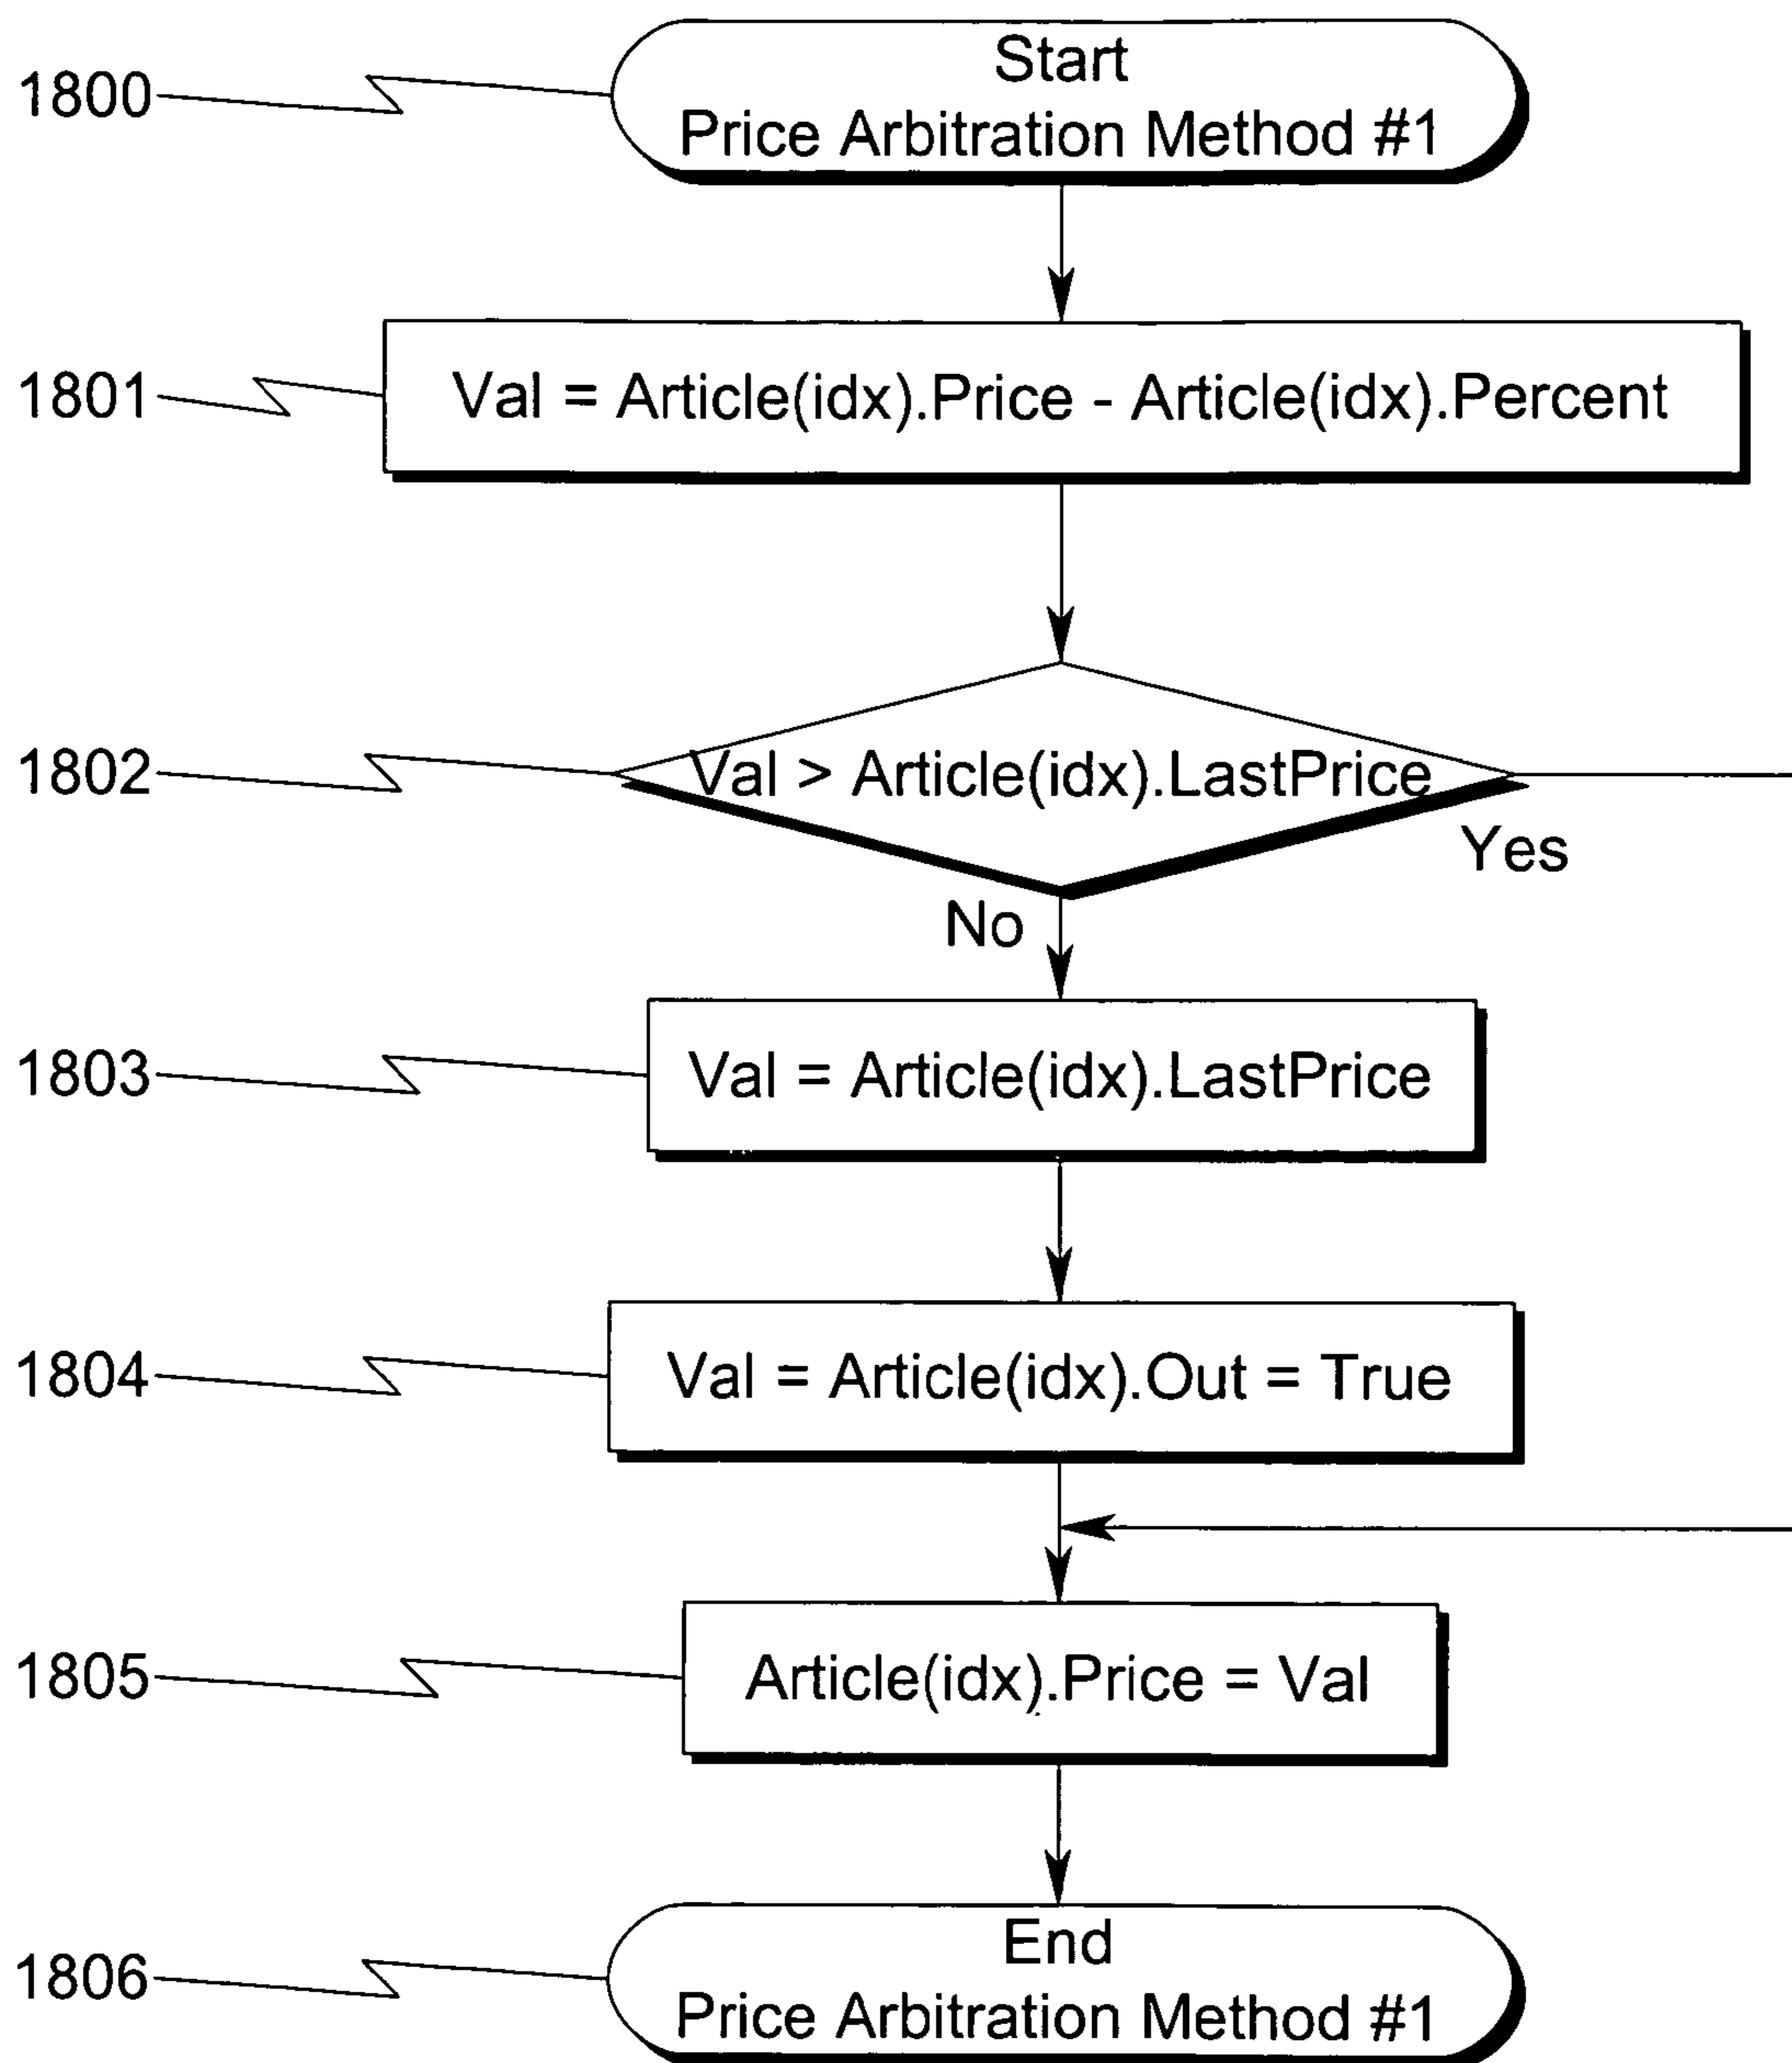 1800
Start
Price Arbitration Method #1
1801
Val = Article(idx).Price - Article(idx).Percent
1802
Val > Article(idx).LastPrice
Yes
No
1803
Val = Article(idx).LastPrice
1804
Val = Article(idx).Out = True
1805
Article(idx).Price = Val
1806
End
Price Arbitration Method #1